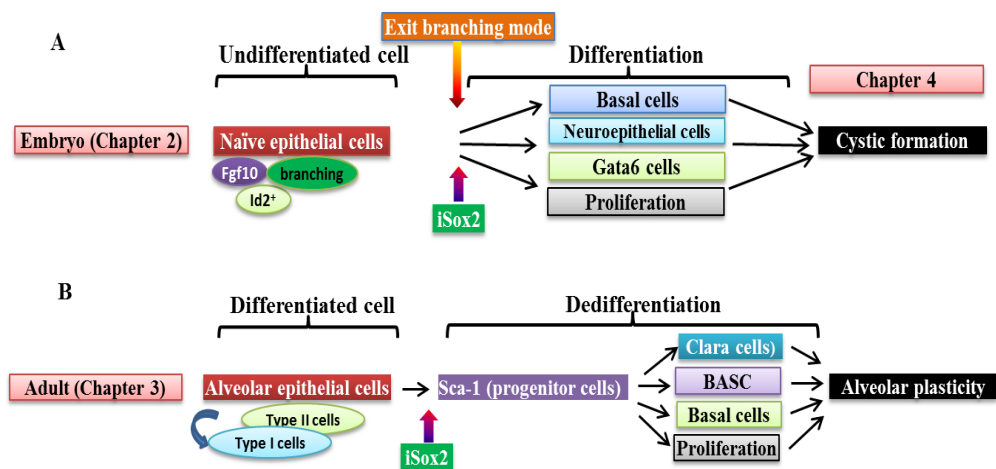 A
Exit branching mode
Undifferentiated cell
Differentiation
Chapter 4
Embryo (Chapter 2)
Naïve epithelial cells
Fgf10
branching
Id2⁺
iSox2
Basal cells
Neuroepithelial cells
Gata6 cells
Proliferation
Cystic formation
B
Differentiated cell
Dedifferentiation
Adult (Chapter 3)
Alveolar epithelial cells
Type II cells
Type I cells
iSox2
Sca-1 (progenitor cells)
Clara cells)
BASC
Basal cells
Proliferation
Alveolar plasticity